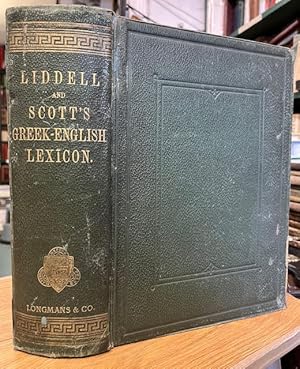 LIDDELL
AND
SCOTT'S
GREEK-ENGLISH
LEXICON.
LONGMANS & CO.